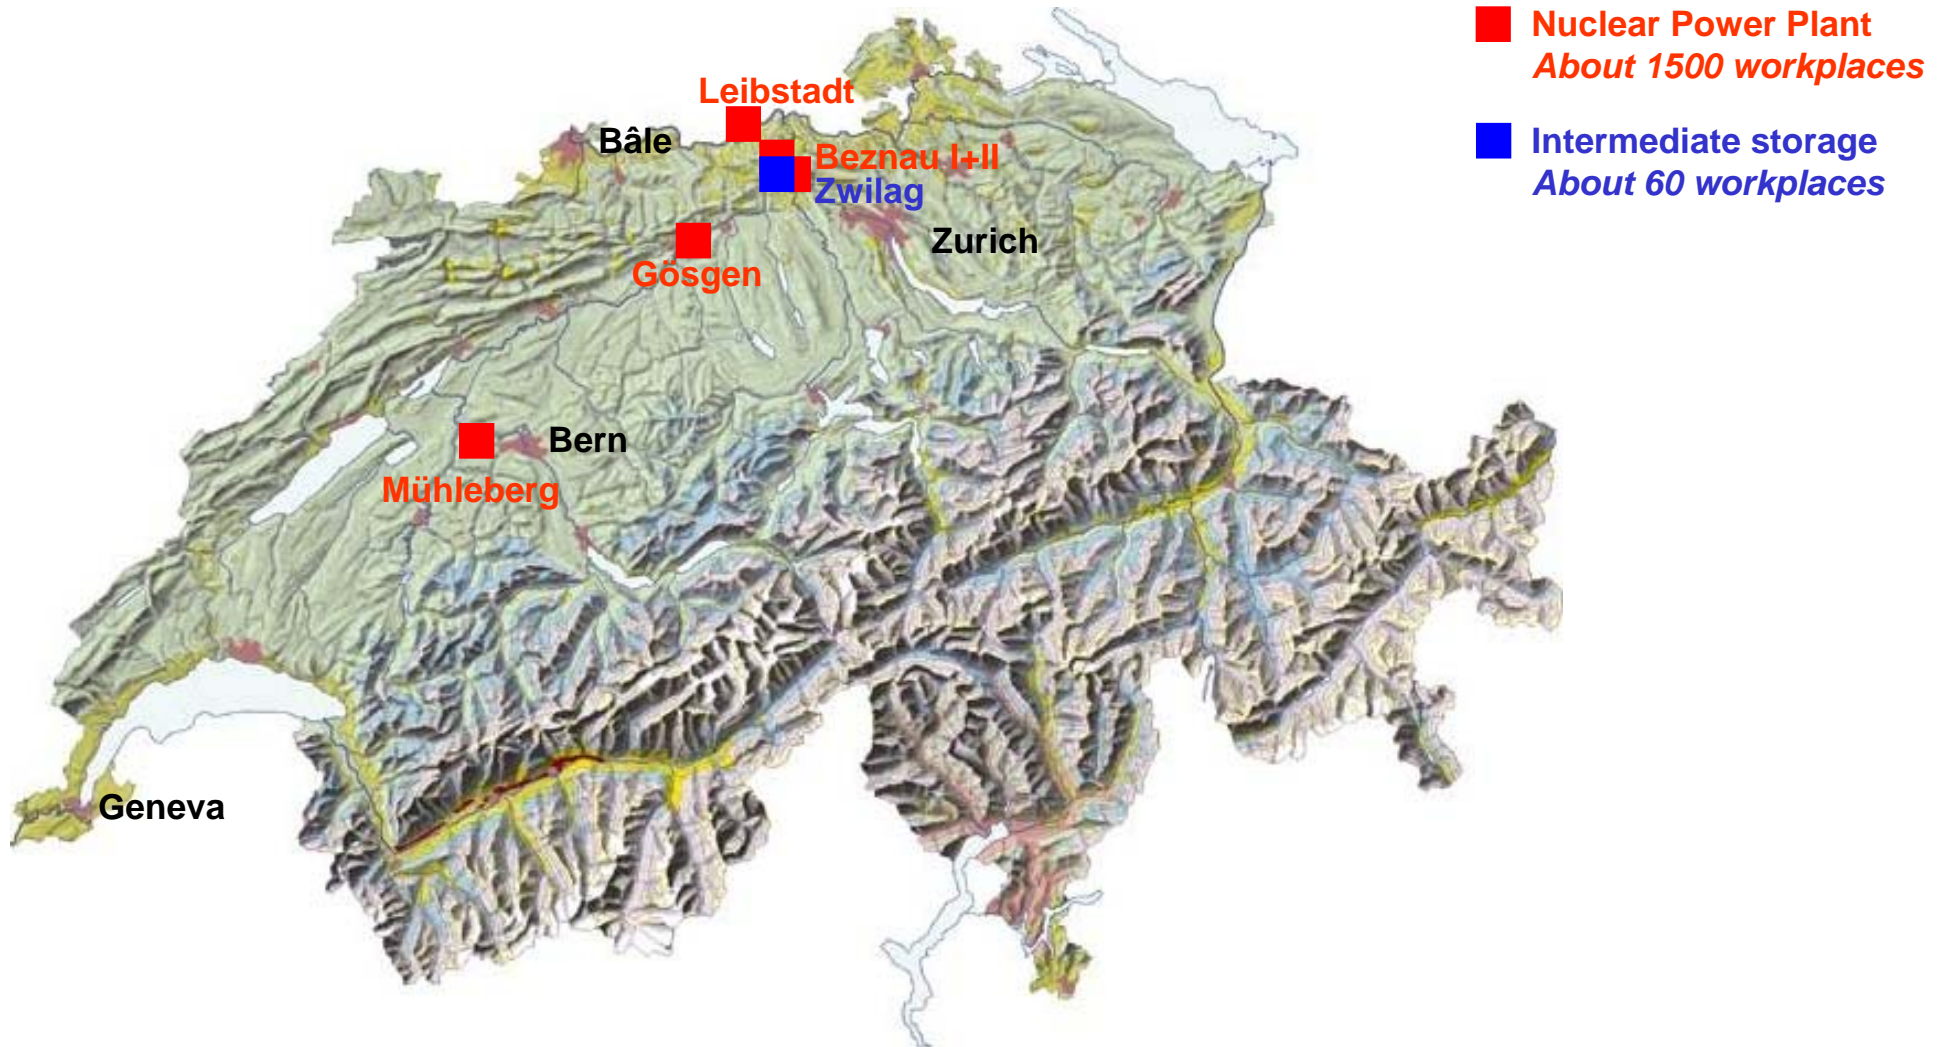 Nuclear Power Plant
About 1500 workplaces
Leibstadt
Bâle
Intermediate storage
Beznau I+II
About 60 workplaces
Zwilag
Zurich
Gösgen
Bern
Mühleberg
Geneva